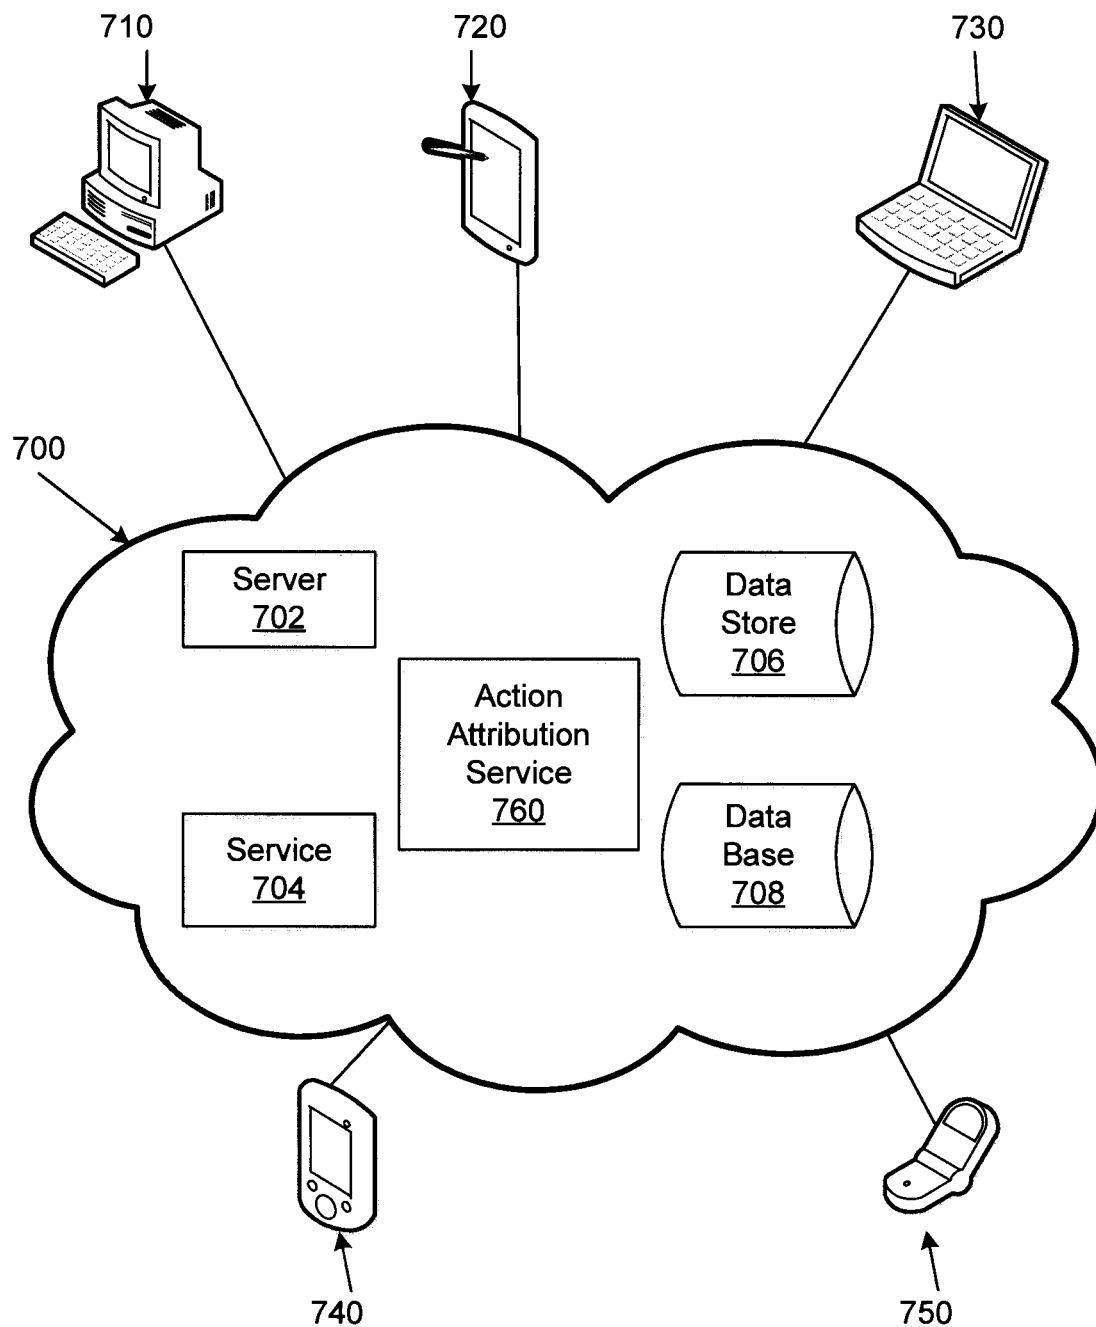 710
720
730
700
Server
702
Data
Store
706
Action
Attribution
Service
760
Service
704
Data
Base
708
740
750